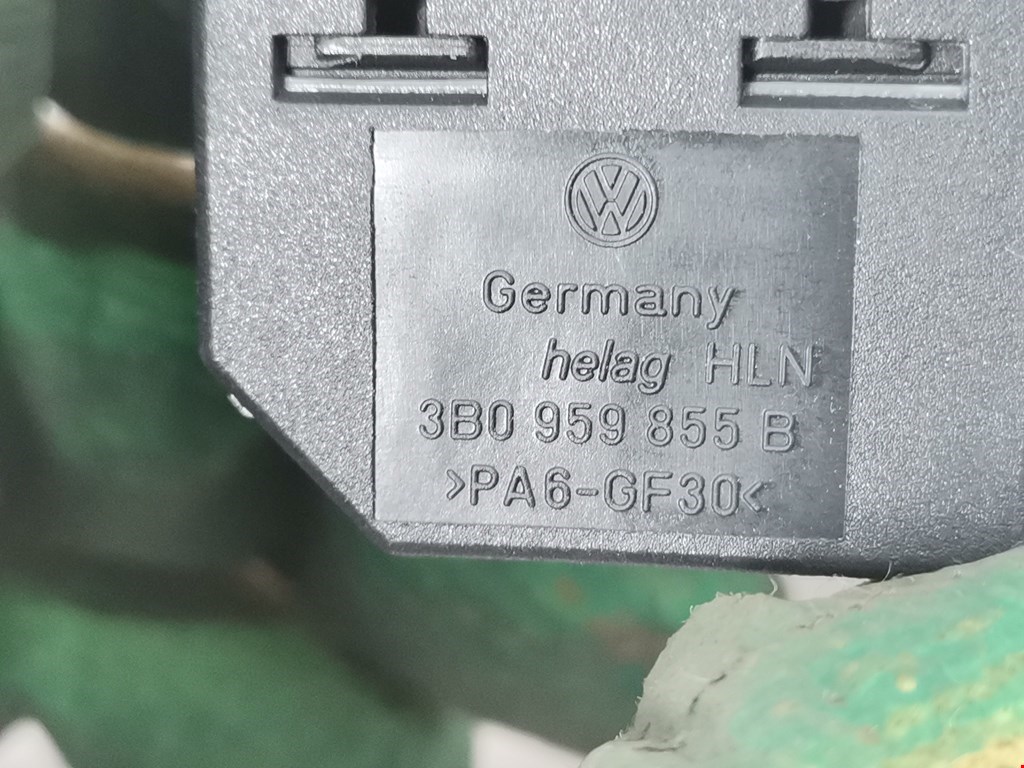 Germany
helag HLN
3B0 959 855 B
>PA6-GF30<